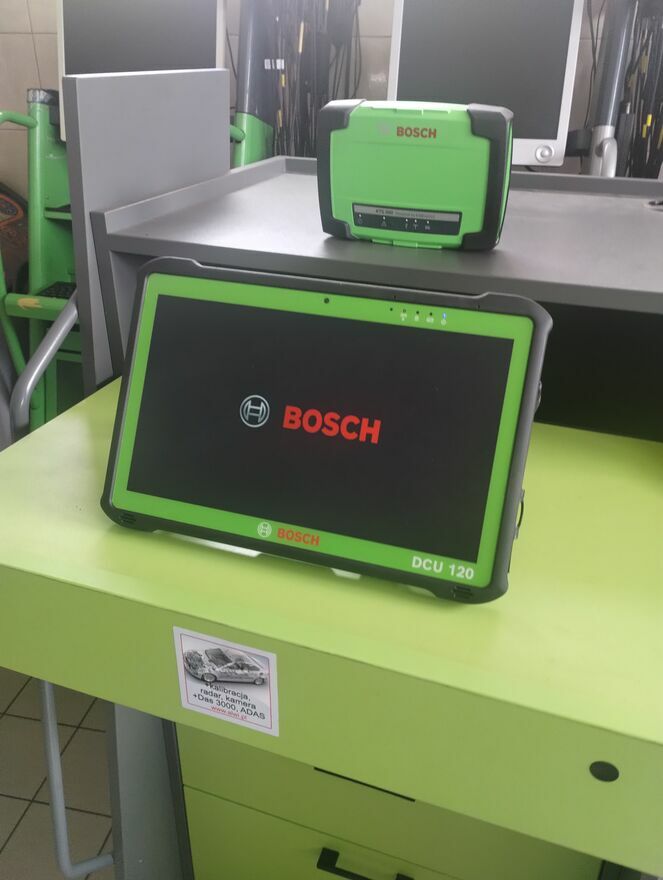 BOSCH
BOSCH
BOSCH
DCU 120
+kalibracja,
radar, kamera
+Das 3000, ADAS